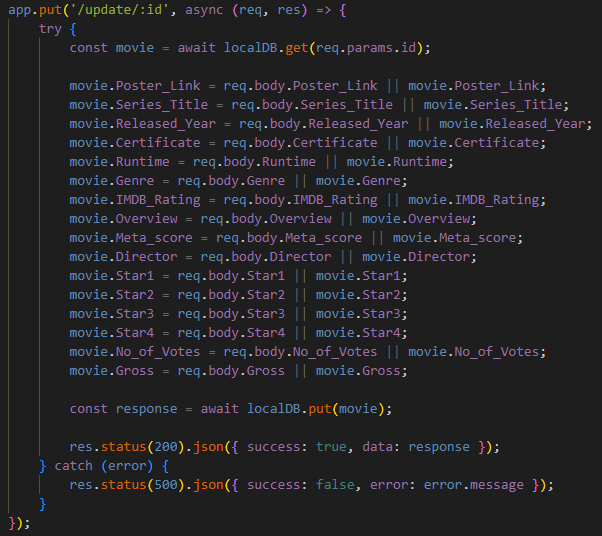 app.put('/update/:id', async (req, res) => {
    try {
        const movie = await localDB.get(req.params.id);

        movie.Poster_Link = req.body.Poster_Link || movie.Poster_Link;
        movie.Series_Title = req.body.Series_Title || movie.Series_Title;
        movie.Released_Year = req.body.Released_Year || movie.Released_Year;
        movie.Certificate = req.body.Certificate || movie.Certificate;
        movie.Runtime = req.body.Runtime || movie.Runtime;
        movie.Genre = req.body.Genre || movie.Genre;
        movie.IMDB_Rating = req.body.IMDB_Rating || movie.IMDB_Rating;
        movie.Overview = req.body.Overview || movie.Overview;
        movie.Meta_score = req.body.Meta_score || movie.Meta_score;
        movie.Director = req.body.Director || movie.Director;
        movie.Star1 = req.body.Star1 || movie.Star1;
        movie.Star2 = req.body.Star2 || movie.Star2;
        movie.Star3 = req.body.Star3 || movie.Star3;
        movie.Star4 = req.body.Star4 || movie.Star4;
        movie.No_of_Votes = req.body.No_of_Votes || movie.No_of_Votes;
        movie.Gross = req.body.Gross || movie.Gross;

        const response = await localDB.put(movie);

        res.status(200).json({ success: true, data: response });
    } catch (error) {
        res.status(500).json({ success: false, error: error.message });
    }
});